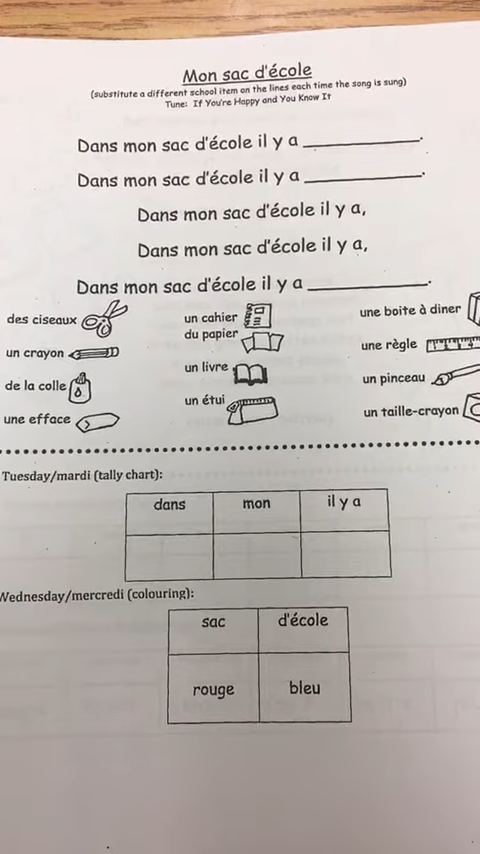 Mon sac d'école
(substitute a different school item on the lines each time the song is sung)
Tune: If You're Happy and You Know It
Dans mon sac d'école il y a ____________.
Dans mon sac d'école il y a ____________.
Dans mon sac d'école il y a,
Dans mon sac d'école il y a,
Dans mon sac d'école il y a ____________.
des ciseaux
un crayon
de la colle
une efface
un cahier
du papier
un livre
un étui
une boite à diner
une règle
un pinceau
un taille-crayon
Tuesday/mardi (tally chart):
dans mon il y a
Wednesday/mercredi (colouring):
sac d'école
rouge bleu